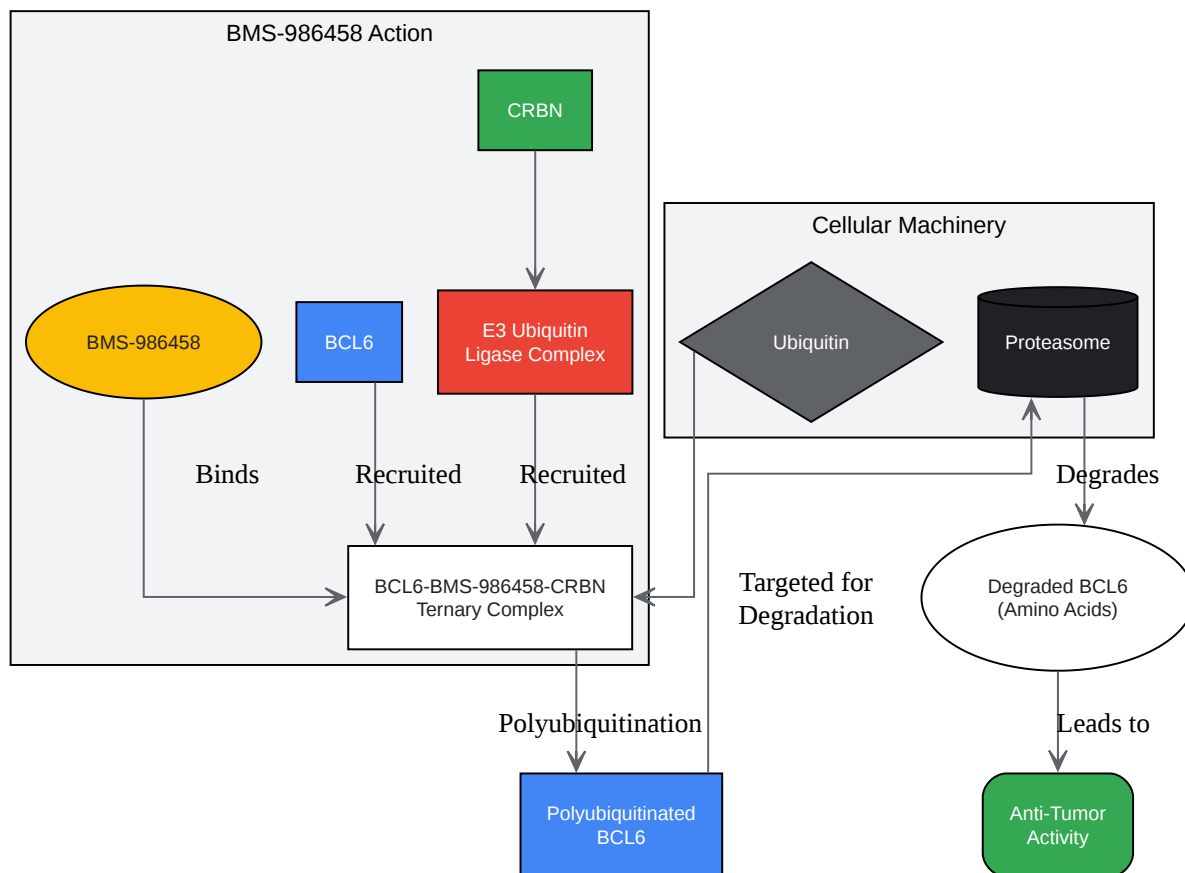 BMS-986458 Action
CRBN
Cellular Machinery
BMS-986458
BCL6
E3 Ubiquitin
Ligase Complex
Ubiquitin
Proteasome
Binds
Recruited
Recruited
Degrades
BCL6-BMS-986458-CRBN
Ternary Complex
Targeted for
Degradation
Degraded BCL6
(Amino Acids)
Polyubiquitination
Leads to
Polyubiquitinated
BCL6
Anti-Tumor
Activity